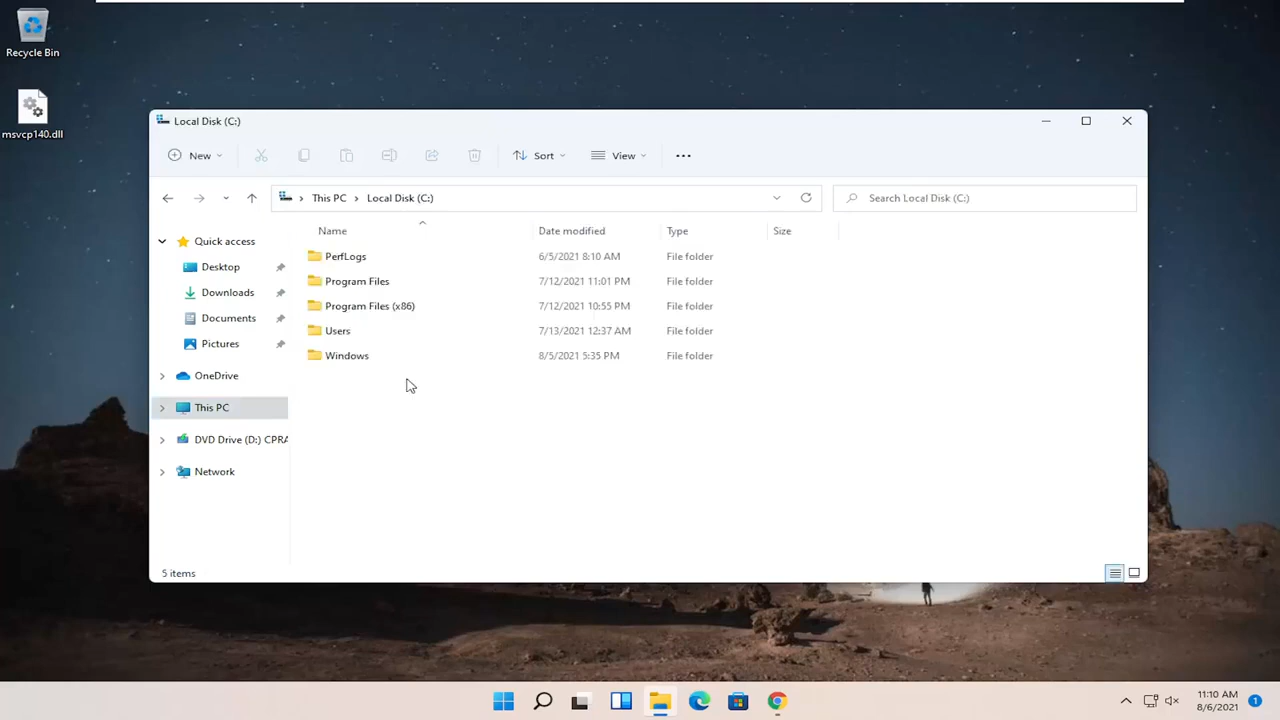 Recycle Bin
msvcp140.dll
Local Disk (C:)
New
Sort
View
This PC > Local Disk (C:)
Search Local Disk (C:)
Name Date modified Type Size
PerfLogs 6/5/2021 8:10 AM File folder
Program Files 7/12/2021 11:01 PM File folder
Program Files (x86) 7/12/2021 10:55 PM File folder
Users 7/13/2021 12:37 AM File folder
Windows 8/5/2021 5:35 PM File folder
Quick access
Desktop
Downloads
Documents
Pictures
OneDrive
This PC
DVD Drive (D:) CPRA
Network
5 items
11:10 AM
8/6/2021
1